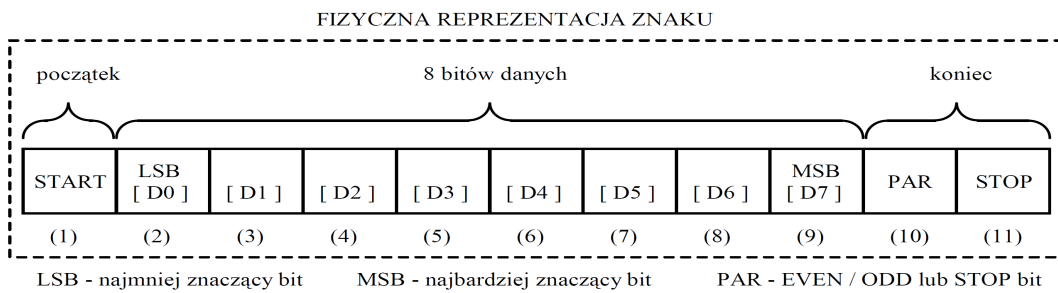 FIZYCZNA REPREZENTACJA ZNAKU
początek 8 bitów danych koniec
START LSB [ D0 ] [ D1 ] [ D2 ] [ D3 ] [ D4 ] [ D5 ] [ D6 ] MSB [ D7 ] PAR STOP
(1) (2) (3) (4) (5) (6) (7) (8) (9) (10) (11)
LSB - najmniej znaczący bit MSB - najbardziej znaczący bit PAR - EVEN / ODD lub STOP bit